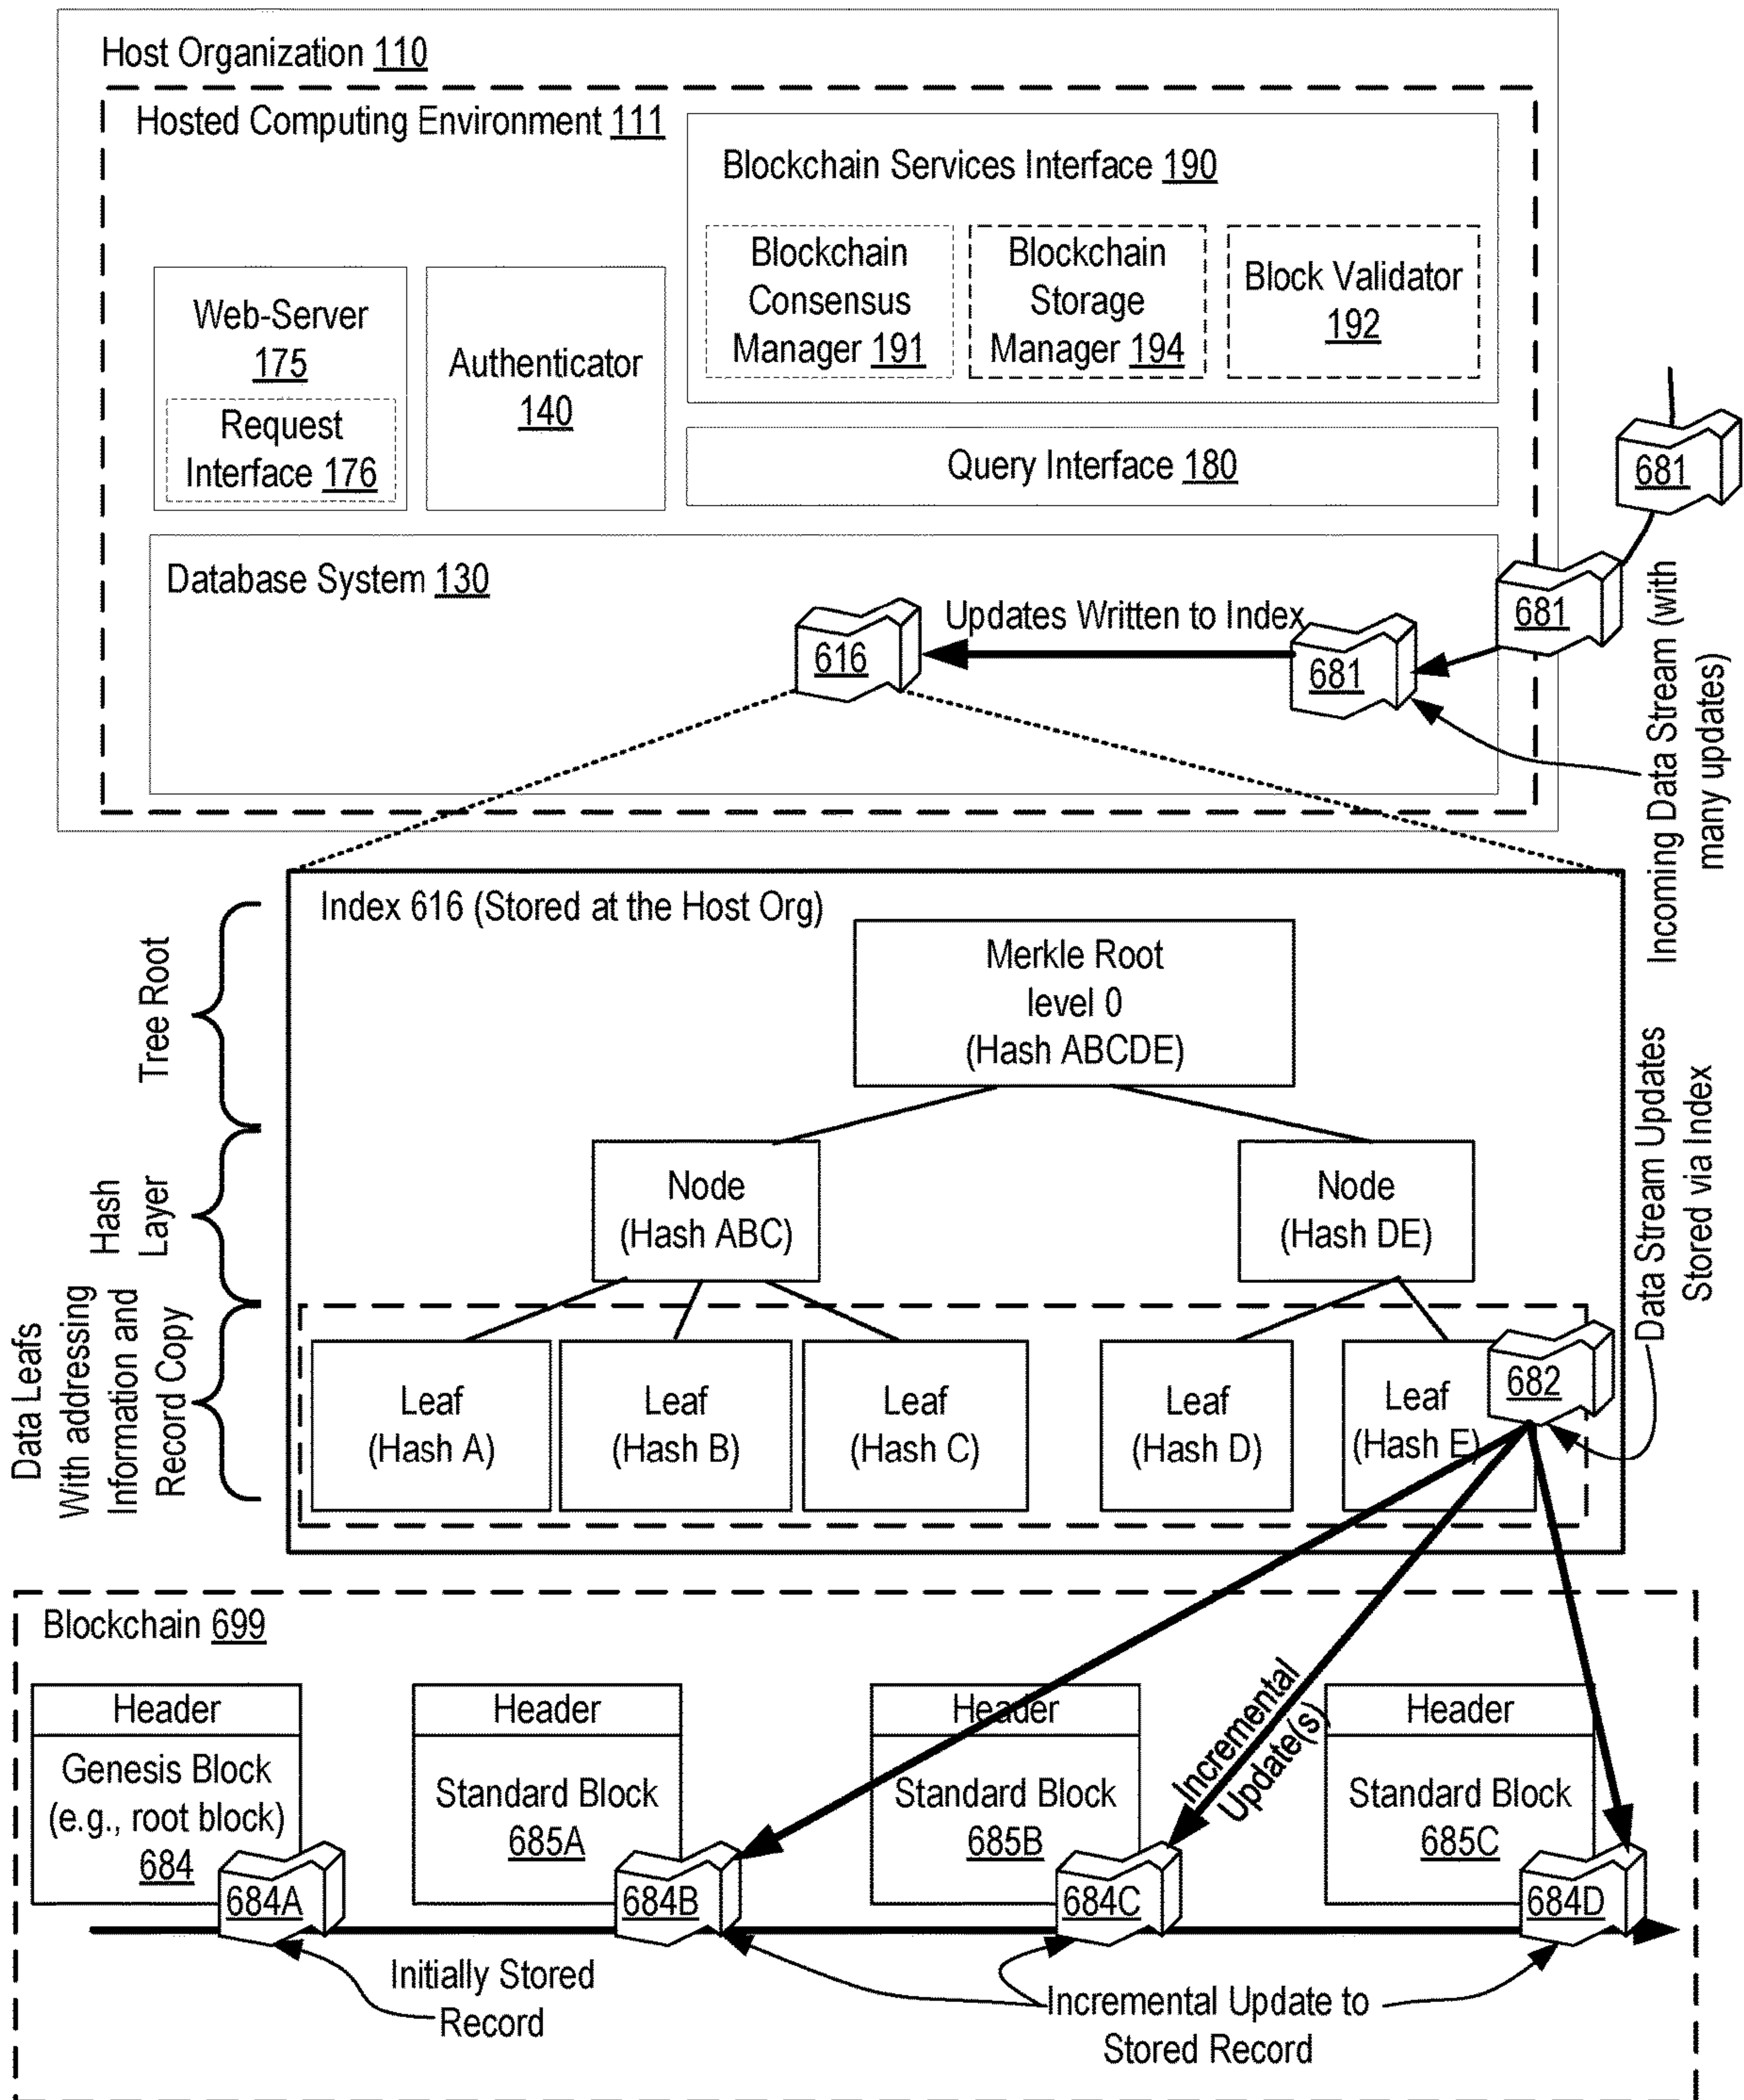 Host Organization 110
Hosted Computing Environment 111
Blockchain Services Interface 190
Blockchain
Consensus
Manager 191
Blockchain
Storage
Manager 194
Block Validator
192
Web-Server
175
Request
Interface 176
Authenticator
140
Query Interface 180
681
681
681
Database System 130
616
Updates Written to Index
Incoming Data Stream (with
many updates)
Index 616 (Stored at the Host Org)
Tree Root
Merkle Root
level 0
(Hash ABCDE)
Hash
Layer
Node
(Hash ABC)
Node
(Hash DE)
Data Stream Updates
Stored via Index
Data Leafs
With addressing
Information and
Record Copy
Leaf
(Hash A)
Leaf
(Hash B)
Leaf
(Hash C)
Leaf
(Hash D)
Leaf
(Hash E)
682
Blockchain 699
Header
Genesis Block
(e.g., root block)
684
684A
Header
Standard Block
685A
684B
Header
Standard Block
685B
684C
Incremental
Update(s)
Header
Standard Block
685C
684D
Initially Stored
Record
Incremental Update to
Stored Record